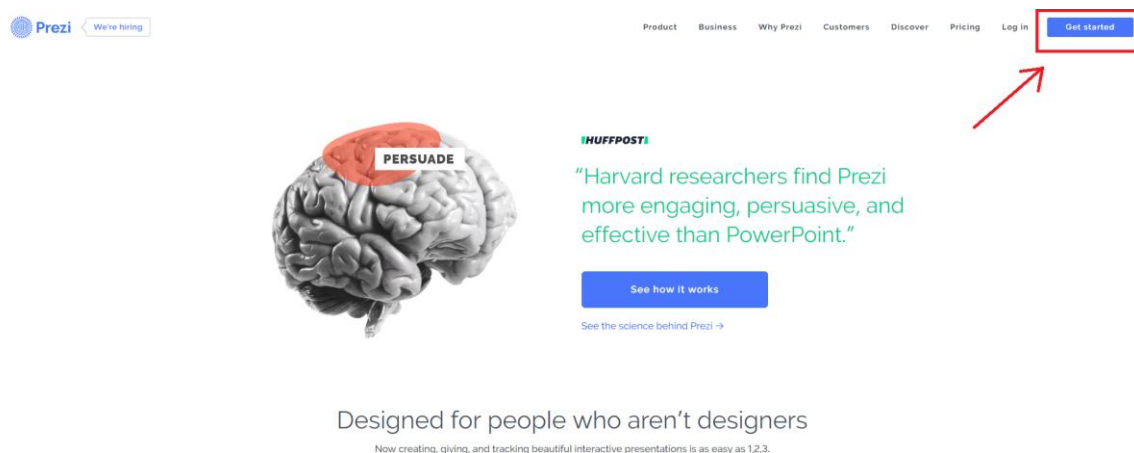 Prezi
We're hiring
Product Business Why Prezi Customers Discover Pricing Log in Get started
PERSUADE
HUFFPOST
“Harvard researchers find Prezi
more engaging, persuasive, and
effective than PowerPoint.”
See how it works
See the science behind Prezi →
Designed for people who aren't designers
Now creating, giving, and tracking beautiful interactive presentations is as easy as 1,2,3.